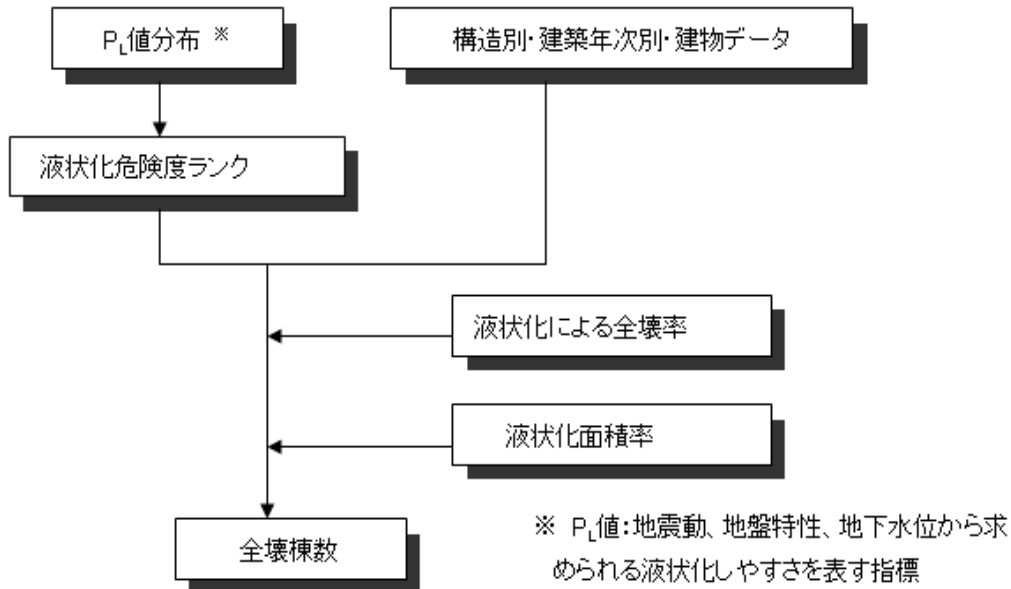 PL値分布 ※
構造別・建築年次別・建物データ
液状化危険度ランク
液状化による全壊率
液状化面積率
全壊棟数
※ PL値:地震動、地盤特性、地下水位から求
められる液状化しやすさを表す指標